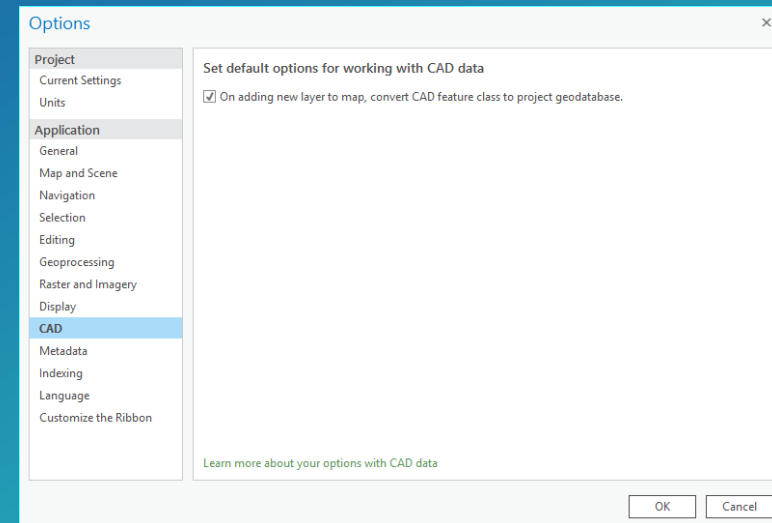 Options
Project
Current Settings
Units
Application
General
Map and Scene
Navigation
Selection
Editing
Geoprocessing
Raster and Imagery
Display
CAD
Metadata
Indexing
Language
Customize the Ribbon
Set default options for working with CAD data
On adding new layer to map, convert CAD feature class to project geodatabase.
Learn more about your options with CAD data
OK
Cancel